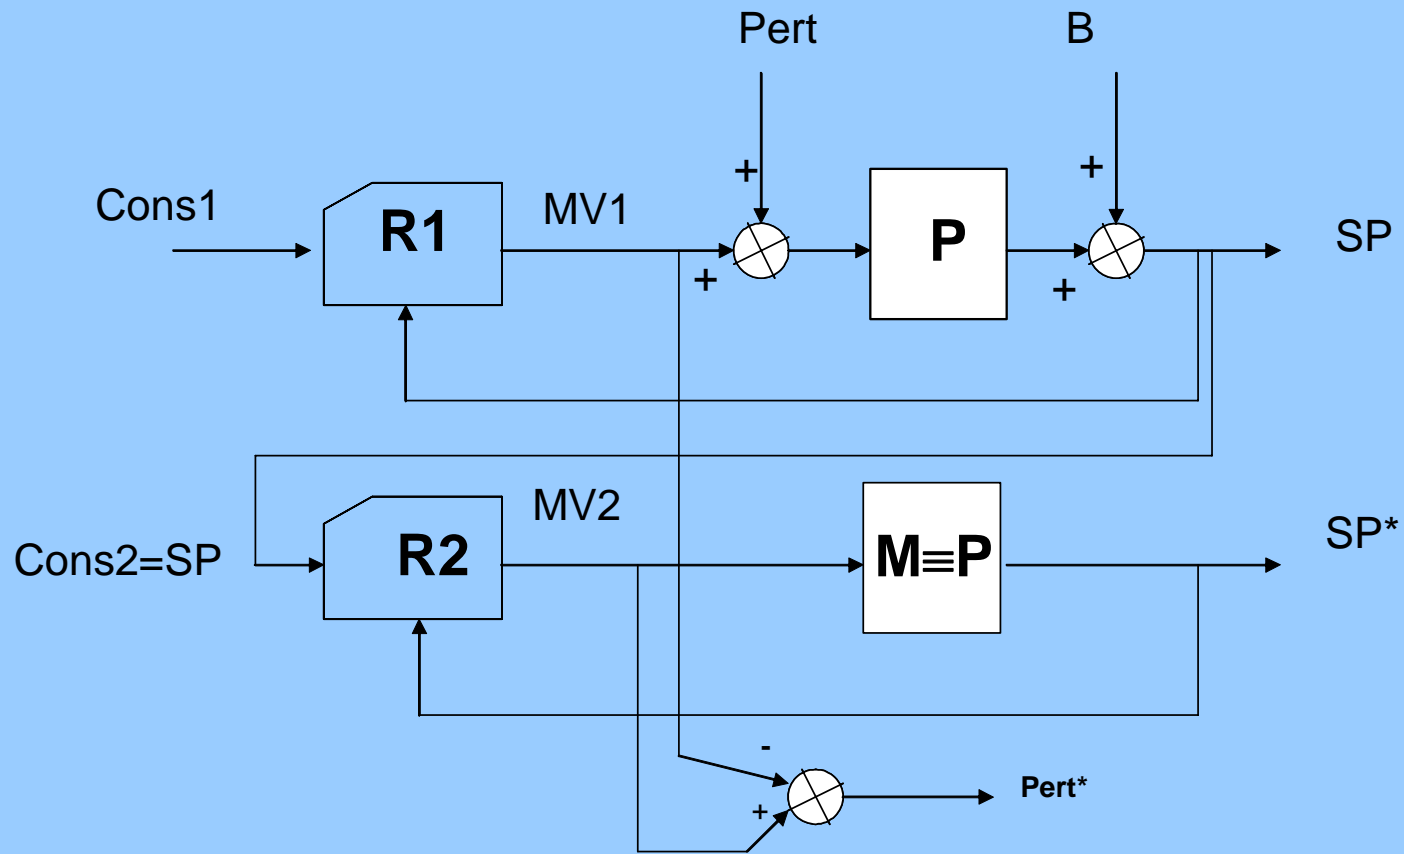 Pert
B
+
+
Cons1
R1
MV1
+
P
+
SP
MV2
Cons2=SP
R2
M≡P
SP*
-
+
Pert*